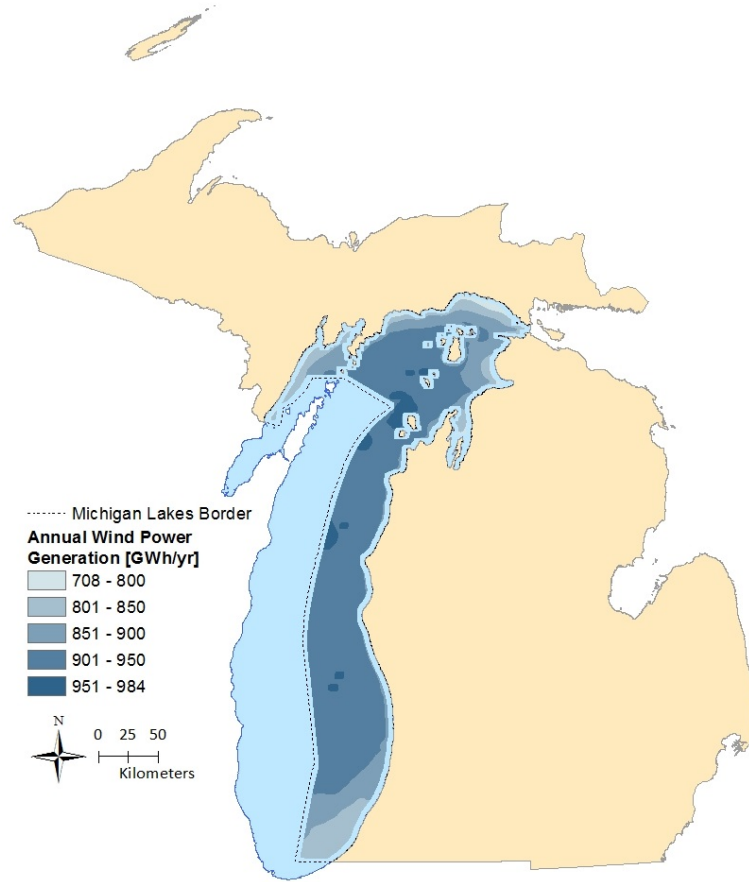 Michigan Lakes Border
Annual Wind Power
Generation [GWh/yr]
708 - 800
801 - 850
851 - 900
901 - 950
951 - 984
N
0 25 50
Kilometers